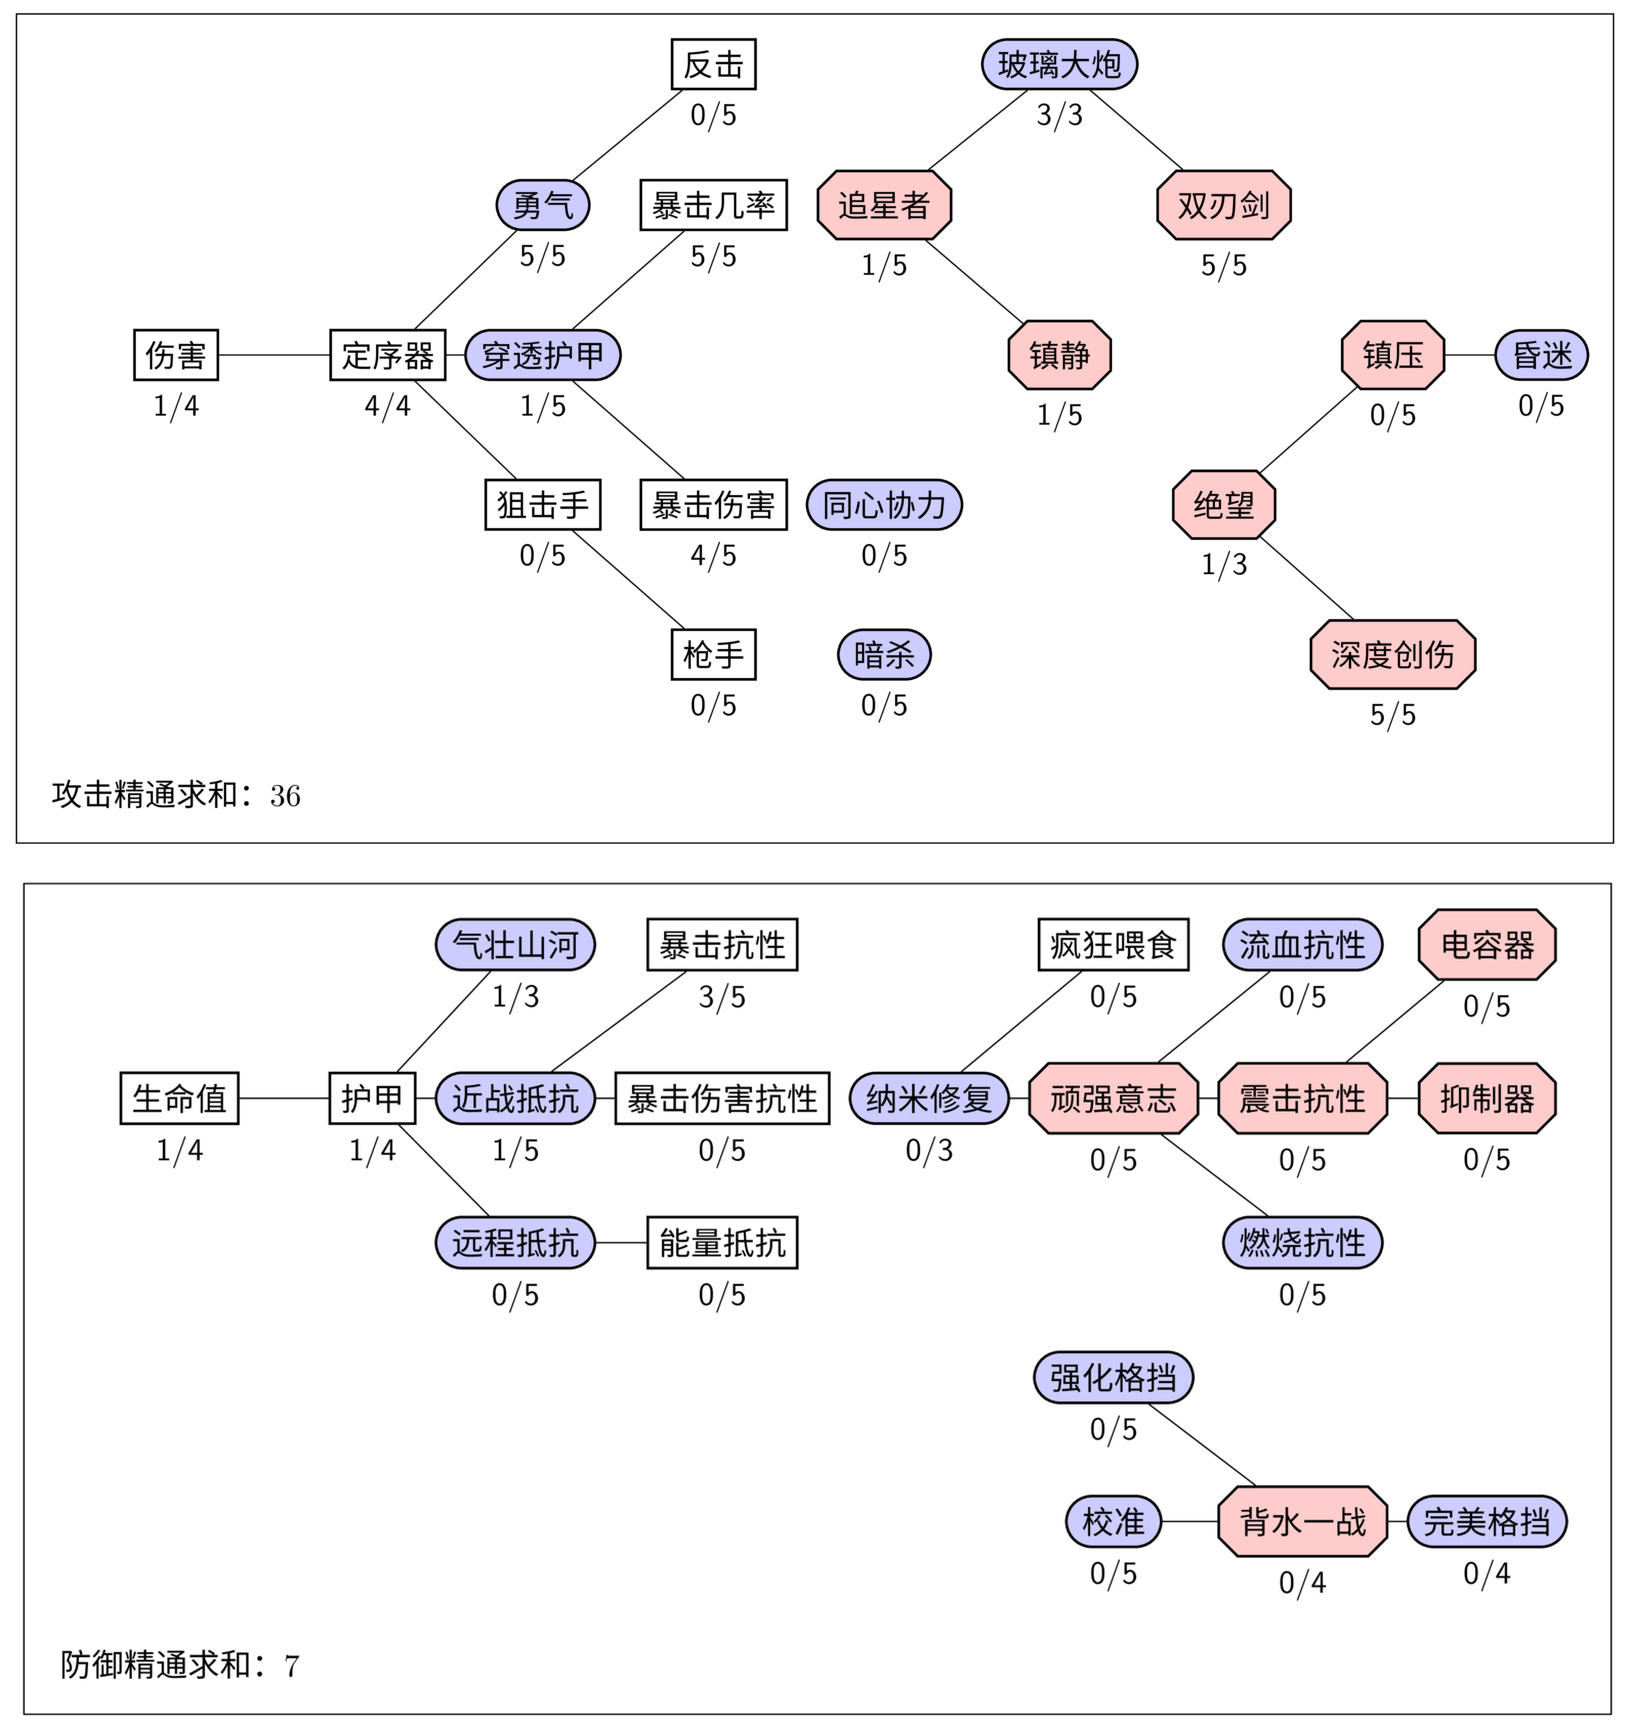 反击
玻璃大炮
0/5
3/3
勇气
暴击几率
追星者
双刃剑
5/5
5/5
1/5
5/5
伤害
定序器
穿透护甲
镇静
镇压
昏迷
1/4
4/4
1/5
1/5
0/5
0/5
狙击手
暴击伤害
同心协力
绝望
0/5
4/5
0/5
1/3
枪手
暗杀
深度创伤
0/5
0/5
5/5
攻击精通求和：36
气壮山河
暴击抗性
疯狂喂食
流血抗性
电容器
1/3
3/5
0/5
0/5
0/5
生命值
护甲
近战抵抗
暴击伤害抗性
纳米修复
顽强意志
震击抗性
抑制器
1/4
1/4
1/5
0/5
0/3
0/5
0/5
0/5
远程抵抗
能量抵抗
燃烧抗性
0/5
0/5
0/5
强化格挡
0/5
校准
背水一战
完美格挡
0/5
0/4
0/4
防御精通求和：7